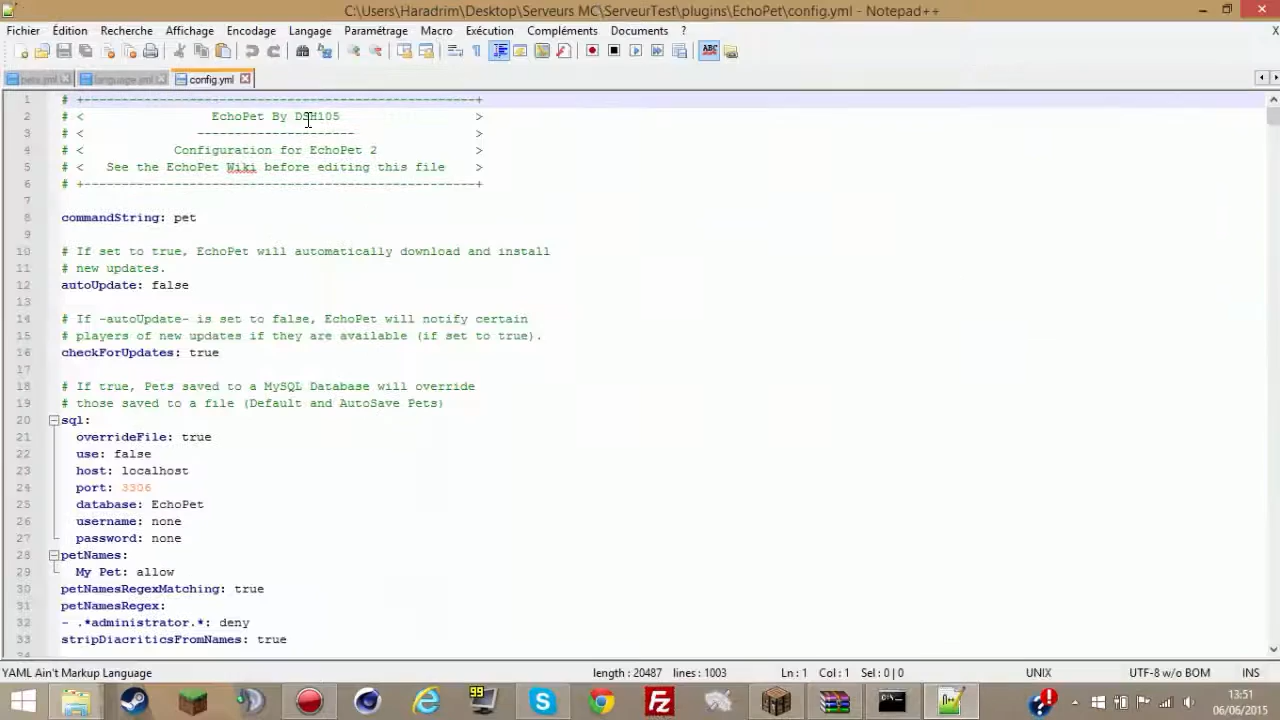 C:\Users\Haradrim\Desktop\Serveurs MC\ServeurTest\plugins\EchoPet\config.yml - Notepad++
Fichier Édition Recherche Affichage Encodage Langage Paramétrage Macro Exécution Compléments Documents ? X
pets.yml language.yml config.yml
1 # +----------------------------------------------------+
2 # < EchoPet By DSH105 >
3 # < --------------------- >
4 # < Configuration for EchoPet 2 >
5 # < See the EchoPet Wiki before editing this file >
6 # +----------------------------------------------------+
7
8 commandString: pet
9
10 # If set to true, EchoPet will automatically download and install
11 # new updates.
12 autoUpdate: false
13
14 # If -autoUpdate- is set to false, EchoPet will notify certain
15 # players of new updates if they are available (if set to true).
16 checkForUpdates: true
17
18 # If true, Pets saved to a MySQL Database will override
19 # those saved to a file (Default and AutoSave Pets)
20 sql:
21 overrideFile: true
22 use: false
23 host: localhost
24 port: 3306
25 database: EchoPet
26 username: none
27 password: none
28 petNames:
29 My Pet: allow
30 petNamesRegexMatching: true
31 petNamesRegex:
32 - .*administrator.*: deny
33 stripDiacriticsFromNames: true
34
YAML Ain't Markup Language length : 20487 lines : 1003 Ln : 1 Col : 1 Sel : 0 | 0 UNIX UTF-8 w/o BOM INS
99
13:51
06/06/2015